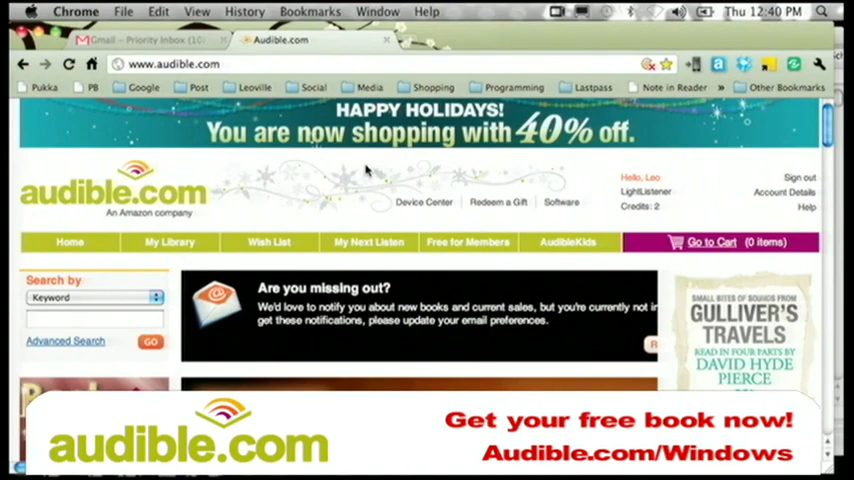 Chrome File Edit View History Bookmarks Window Help Thu 12:40 PM
Gmail – Priority Inbox (10 Audible.com
www.audible.com
Pukka PB Google Post Leoville Social Media Shopping Programming Lastpass Note in Reader » Other Bookmarks
HAPPY HOLIDAYS!
You are now shopping with 40% off.
audible.com
An Amazon company
Device Center Redeem a Gift Software
Hello, Leo
LightListener
Credits: 2
Sign out
Account Details
Help
Home My Library Wish List My Next Listen Free for Members AudibleKids Go to Cart (0 items)
Search by
Keyword
Advanced Search GO
Are you missing out?
We'd love to notify you about new books and current sales, but you're currently not in
get these notifications, please update your email preferences.
R
SMALL BITES OF SOUNDS FROM
GULLIVER'S
TRAVELS
READ IN FOUR PARTS BY
DAVID HYDE
PIERCE
audible.com
Get your free book now!
Audible.com/Windows